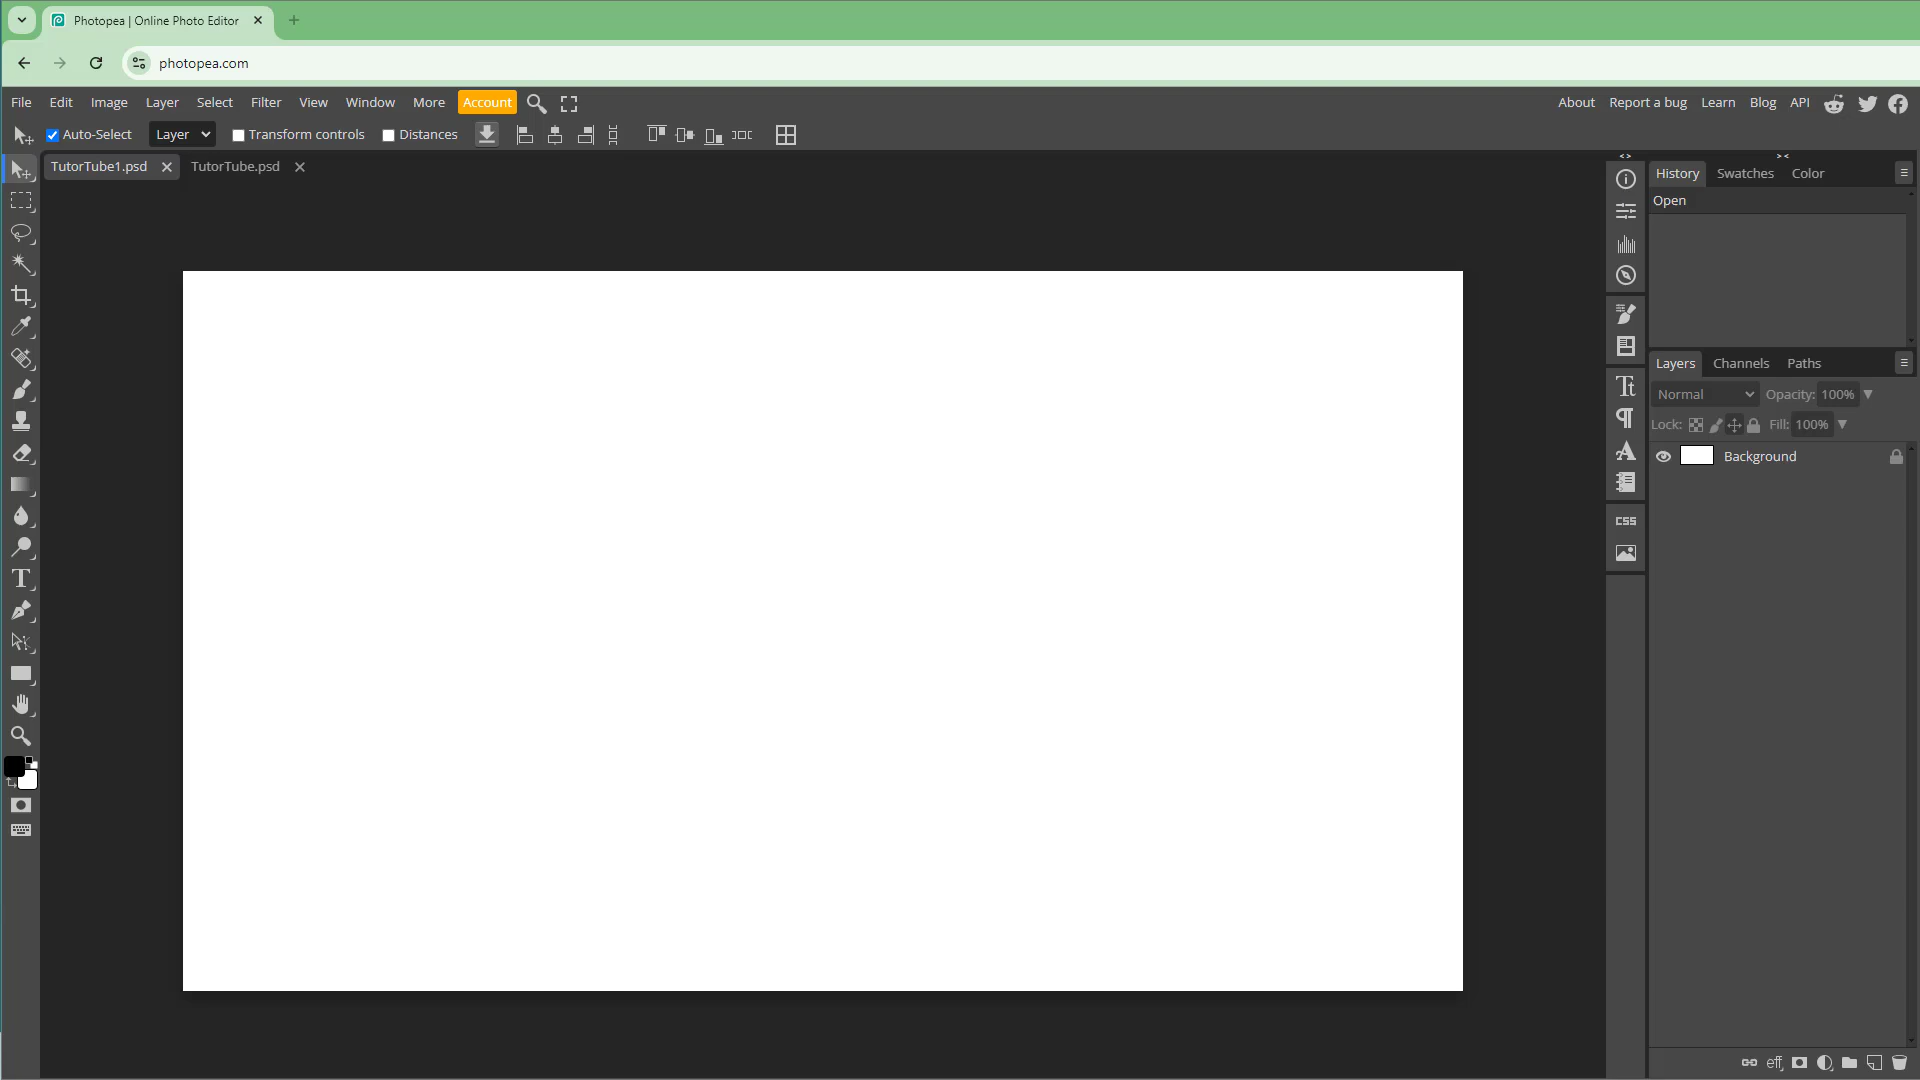 Photopea | Online Photo Editor
photopea.com
File Edit Image Layer Select Filter View Window More Account About Report a bug Learn Blog API
Auto-Select Layer Transform controls Distances
TutorTube1.psd TutorTube.psd
History Swatches Color
Open
Layers Channels Paths
Normal Opacity: 100%
Lock: Fill: 100%
Background
CSS
eff